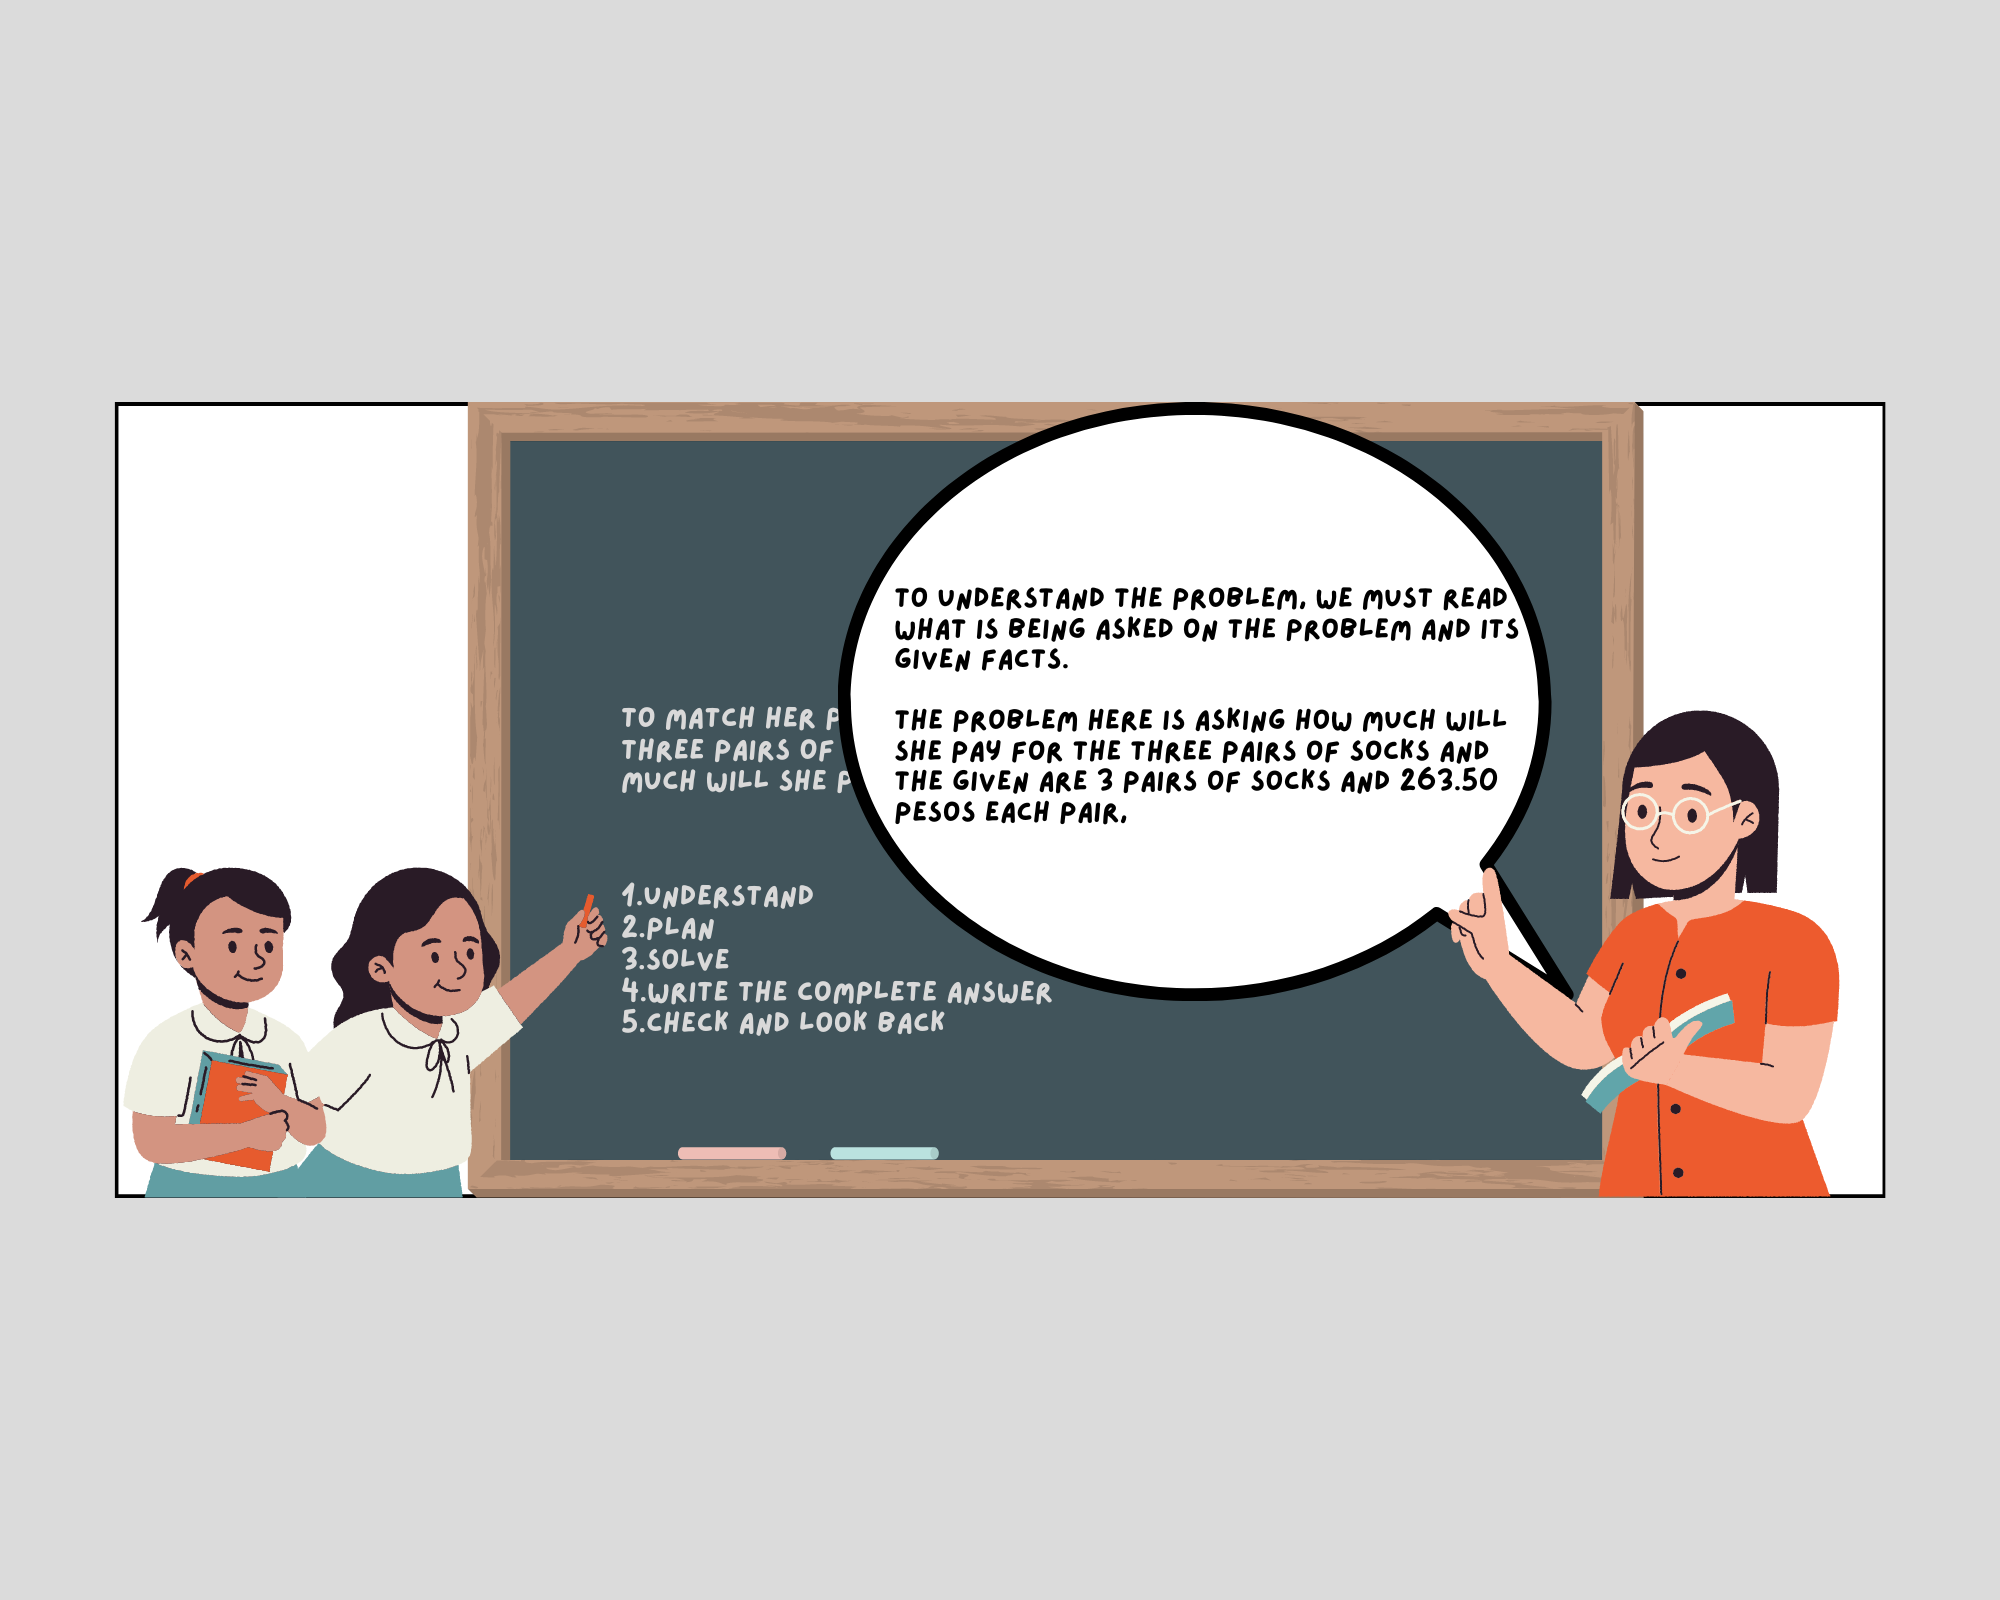 TO UNDERSTAND THE PROBLEM, WE MUST READ
WHAT IS BEING ASKED ON THE PROBLEM AND ITS
GIVEN FACTS.
THE PROBLEM HERE IS ASKING HOW MUCH WILL
SHE PAY FOR THE THREE PAIRS OF SOCKS AND
THE GIVEN ARE 3 PAIRS OF SOCKS AND 263.50
PESOS EACH PAIR.
TO MATCH HER
THREE PAIRS OF
MUCH WILL SHE
1.UNDERSTAND
2.PLAN
3.SOLVE
4.WRITE THE COMPLETE ANSWER
5.CHECK AND LOOK BACK